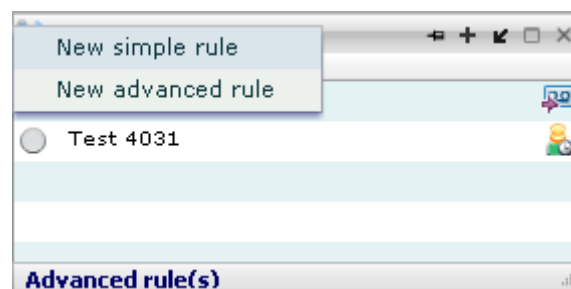 New simple rule
New advanced rule
Test 4031
Advanced rule(s)